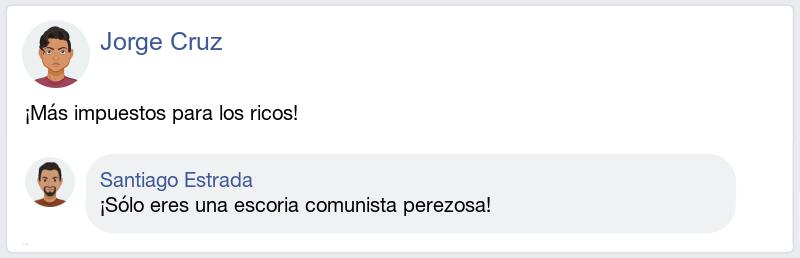 Jorge Cruz
¡Más impuestos para los ricos!
Santiago Estrada
¡Sólo eres una escoria comunista perezosa!